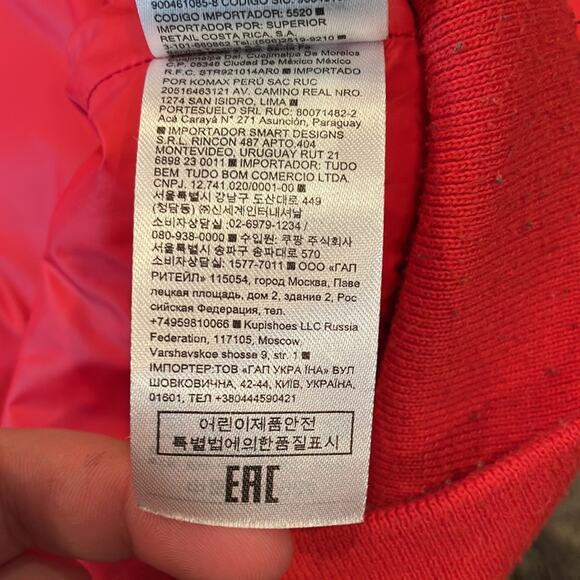 CODIGO IMPORTADOR: 5520
IMPORTADOR POR: SUPERIOR
RETAIL COSTA RICA, S.A.
Cuajimalpa Del. Cuajimalpa De Morelos
C.P. 05348 Ciudad De México México
R.F.C. STR921014AR0 IMPORTADO
POR KOMAX PERÚ SAC RUC
20516463121 AV. CAMINO REAL NRO.
1274 SAN ISIDRO, LIMA
PORTESUELO SRL RUC: 80071482-2
Acá Carayá N° 271 Asunción, Paraguay
IMPORTADOR SMART DESIGNS
S.R.L. RINCON 487 APTO.404
MONTEVIDEO, URUGUAY RUT 21
6898 23 0011 IMPORTADOR: TUDO
BEM TUDO BOM COMERCIO LTDA.
CNPJ. 12.741.020/0001-00
서울특별시 강남구 도산대로 449
(청담동) ㈜신세계인터내셔날
소비자상담실: 02-6979-1234 /
080-938-0000 수입원: 쿠팡 주식회사
서울특별시 송파구 송파대로 570
소비자상담실: 1577-7011 ООО «ГАП
РИТЕЙЛ» 115054, город Москва, Паве
лецкая площадь, дом 2, здание 2, Рос
сийская Федерация, тел.
+74959810066 Kupishoes LLC Russia
Federation, 117105, Moscow,
Varshavskoe shosse 9, str. 1
ІМПОРТЕР:ТОВ «ГАП УКРА ЇНА» ВУЛ
ШОВКОВИЧНА, 42-44, КИЇВ, УКРАЇНА,
01601, ТЕЛ +380444590421
어린이제품안전
특별법에의한품질표시
EAC